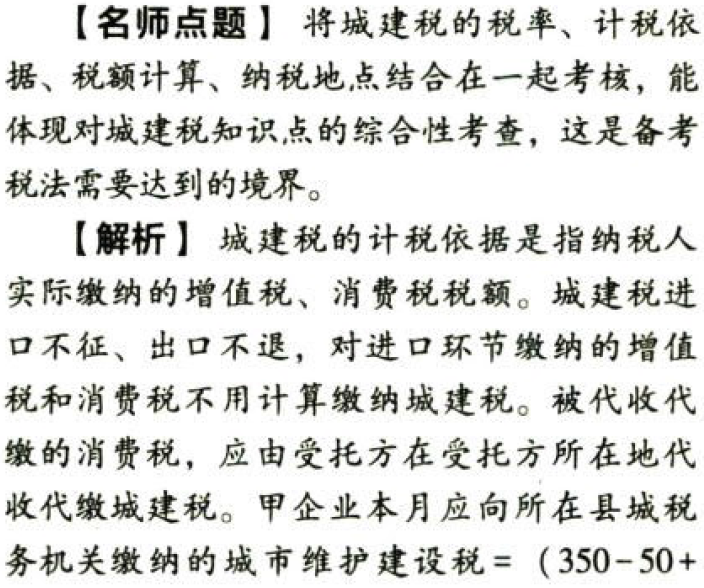 【名师点题】 将城建税的税率、计税依
据、税额计算、纳税地点结合在一起考核，能
体现对城建税知识点的综合性考查，这是备考
税法需要达到的境界。
【解析】 城建税的计税依据是指纳税人
实际缴纳的增值税、消费税税额。城建税进
口不征、出口不退，对进口环节缴纳的增值
税和消费税不用计算缴纳城建税。被代收代
缴的消费税，应由受托方在受托方所在地代
收代缴城建税。甲企业本月应向所在县城税
务机关缴纳的城市维护建设税=（350-50+